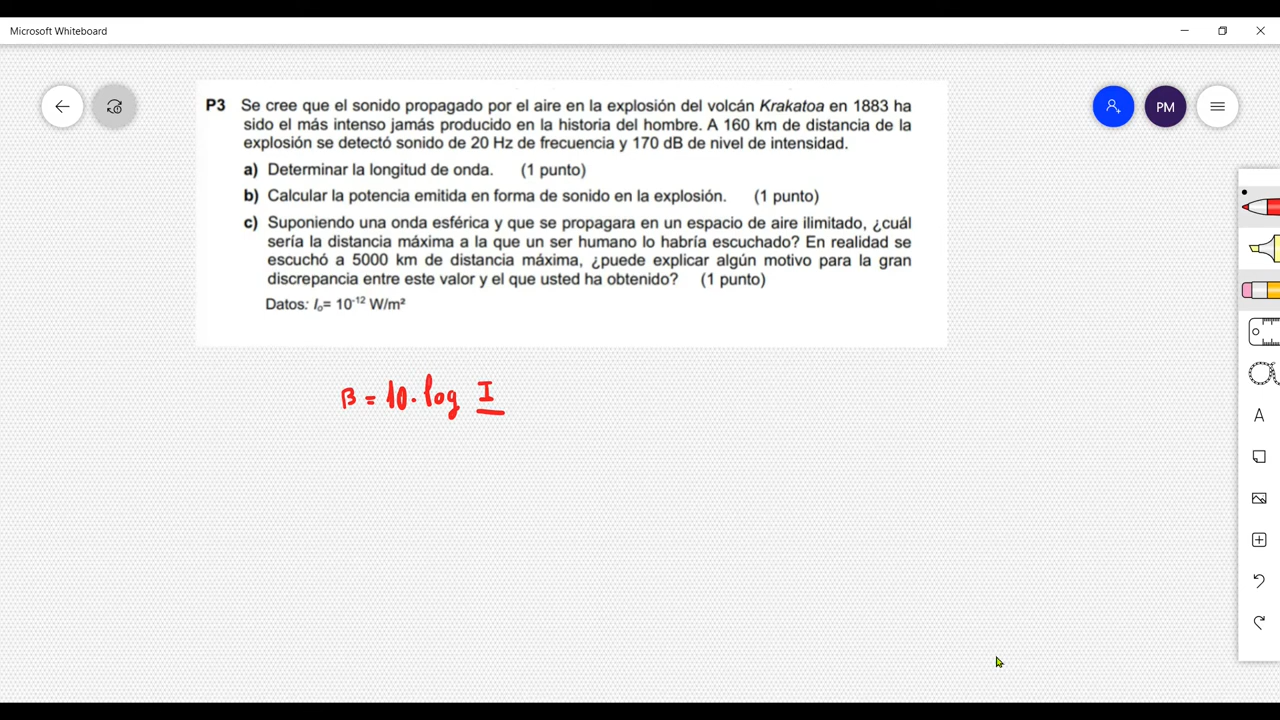 Microsoft Whiteboard
PM
P3 Se cree que el sonido propagado por el aire en la explosión del volcán Krakatoa en 1883 ha
sido el más intenso jamás producido en la historia del hombre. A 160 km de distancia de la
explosión se detectó sonido de 20 Hz de frecuencia y 170 dB de nivel de intensidad.
a) Determinar la longitud de onda. (1 punto)
b) Calcular la potencia emitida en forma de sonido en la explosión. (1 punto)
c) Suponiendo una onda esférica y que se propagara en un espacio de aire ilimitado, ¿cuál
sería la distancia máxima a la que un ser humano lo habría escuchado? En realidad se
escuchó a 5000 km de distancia máxima, ¿puede explicar algún motivo para la gran
discrepancia entre este valor y el que usted ha obtenido? (1 punto)
Datos: Iₒ= 10⁻¹² W/m²
β = 10 · log I
A